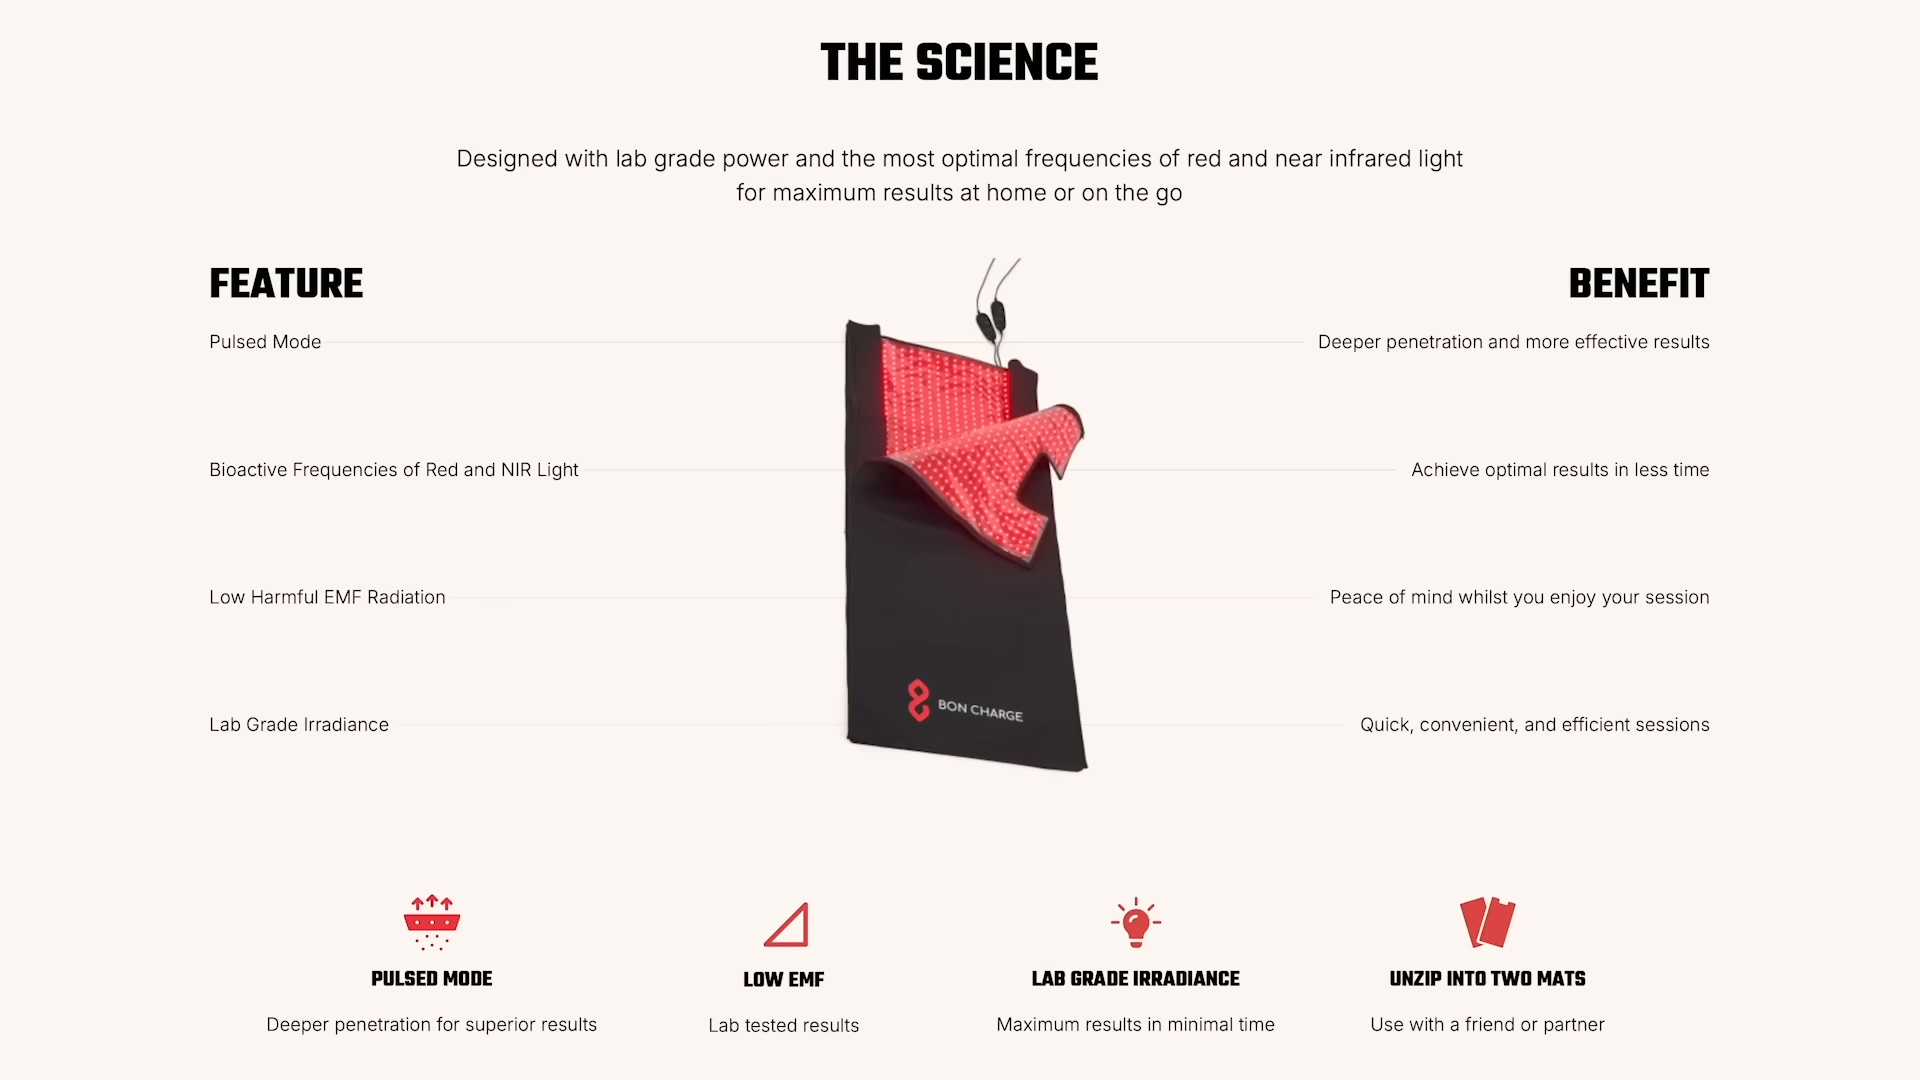 THE SCIENCE
Designed with lab grade power and the most optimal frequencies of red and near infrared light
for maximum results at home or on the go
FEATURE
BENEFIT
Pulsed Mode
Deeper penetration and more effective results
Bioactive Frequencies of Red and NIR Light
Achieve optimal results in less time
Low Harmful EMF Radiation
Peace of mind whilst you enjoy your session
BON CHARGE
Lab Grade Irradiance
Quick, convenient, and efficient sessions
PULSED MODE
LOW EMF
LAB GRADE IRRADIANCE
UNZIP INTO TWO MATS
Deeper penetration for superior results
Lab tested results
Maximum results in minimal time
Use with a friend or partner